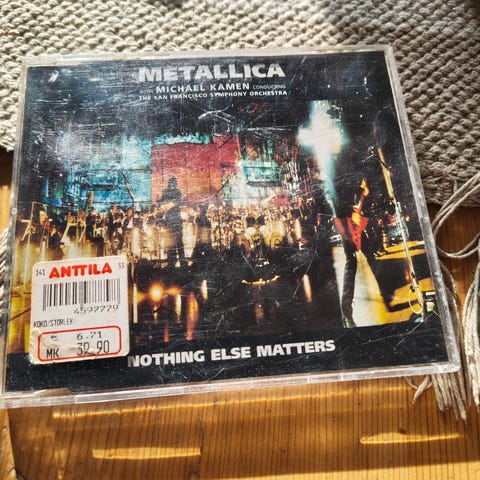 METALLICA
WITH MICHAEL KAMEN CONDUCTING
THE SAN FRANCISCO SYMPHONY ORCHESTRA
141 ANTTILA 33
4597779
KOKO/STORLEK
€ 6.71
MK 39.90
NOTHING ELSE MATTERS